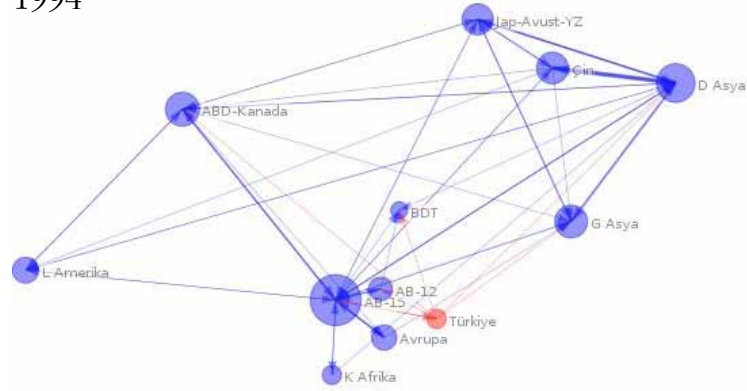 1994
Jap-Avust-YZ
Çin
D Asya
ABD-Kanada
BDT
G Asya
L Amerika
AB-12
AB-15
Türkiye
Avrupa
K Afrika